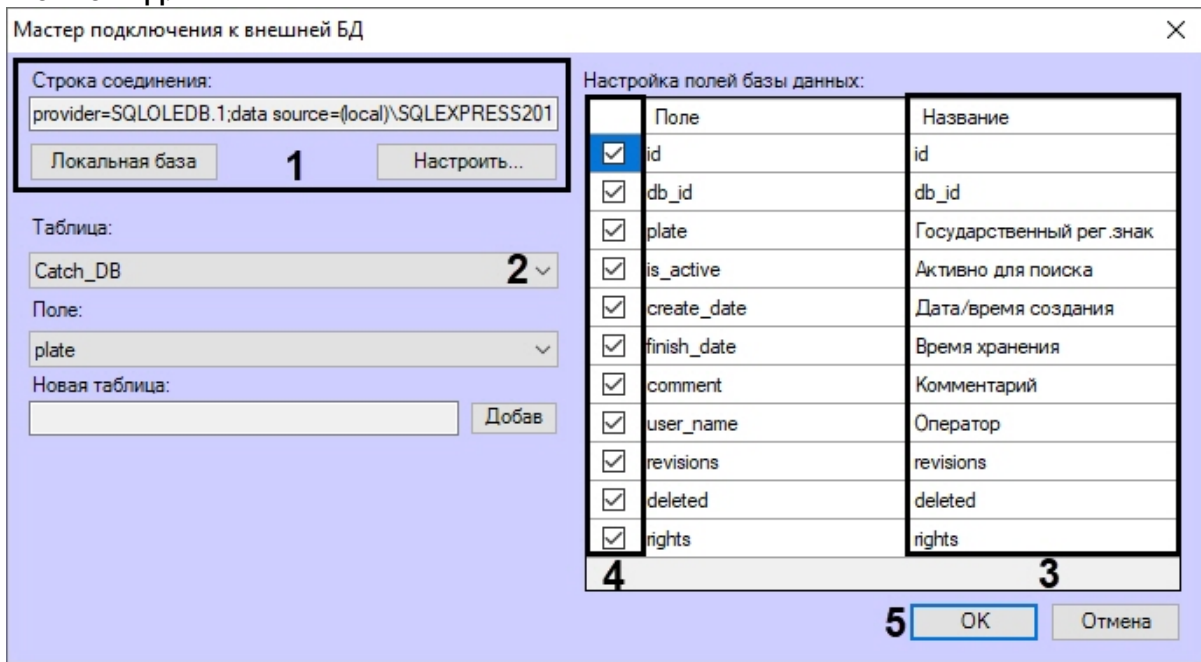 Мастер подключения к внешней БД
Строка соединения:
provider=SQLOLEDB.1;data source=(local)\SQLEXPRESS201
Локальная база 1 Настроить...
Таблица:
Catch_DB 2
Поле:
plate
Новая таблица:
Добав
Настройка полей базы данных:
Поле Название
id id
db_id db_id
plate Государственный рег.знак
is_active Активно для поиска
create_date Дата/время создания
finish_date Время хранения
comment Комментарий
user_name Оператор
revisions revisions
deleted deleted
rights rights
4 3
5 OK Отмена